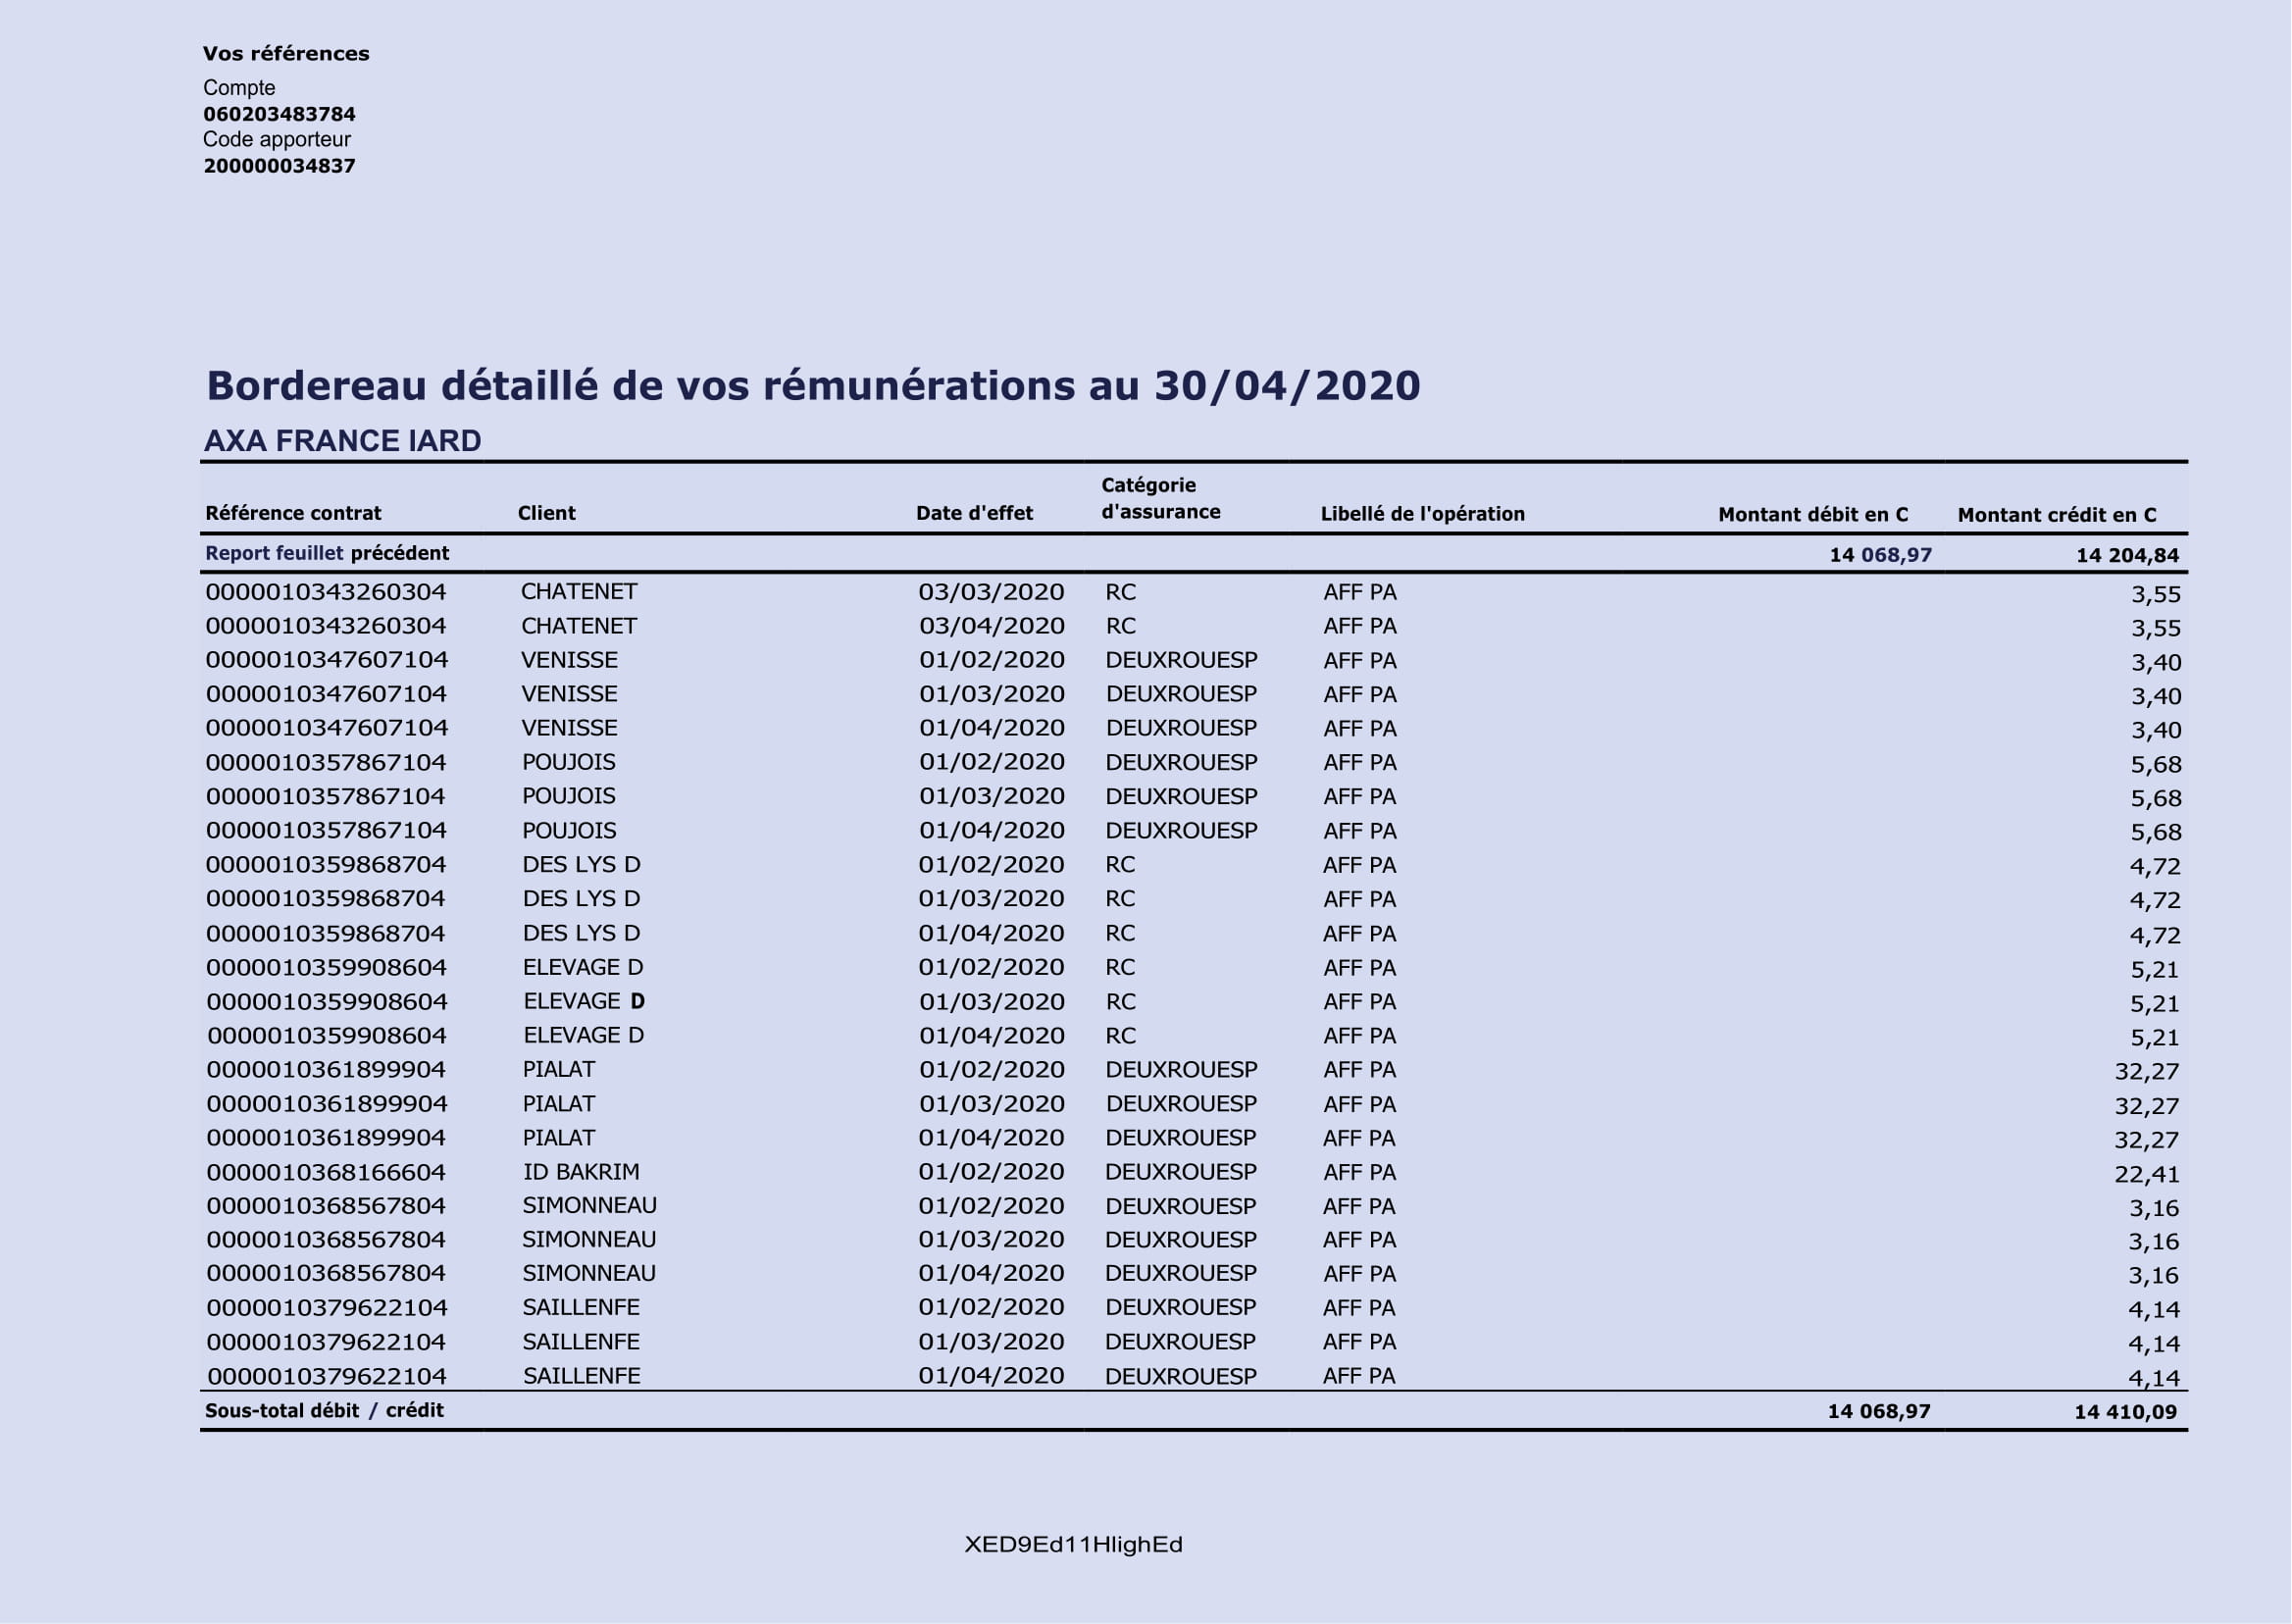 Vos références
Compte
060203483784
Code apporteur
200000034837
Bordereau détaillé de vos rémunérations au 30/04/2020
AXA FRANCE IARD
Référence contrat Client Date d'effet Catégorie d'assurance Libellé de l'opération Montant débit en C Montant crédit en C
Report feuillet précédent 14 068,97 14 204,84
0000010343260304 CHATENET 03/03/2020 RC AFF PA 3,55
0000010343260304 CHATENET 03/04/2020 RC AFF PA 3,55
0000010347607104 VENISSE 01/02/2020 DEUXROUESP AFF PA 3,40
0000010347607104 VENISSE 01/03/2020 DEUXROUESP AFF PA 3,40
0000010347607104 VENISSE 01/04/2020 DEUXROUESP AFF PA 3,40
0000010357867104 POUJOIS 01/02/2020 DEUXROUESP AFF PA 5,68
0000010357867104 POUJOIS 01/03/2020 DEUXROUESP AFF PA 5,68
0000010357867104 POUJOIS 01/04/2020 DEUXROUESP AFF PA 5,68
0000010359868704 DES LYS D 01/02/2020 RC AFF PA 4,72
0000010359868704 DES LYS D 01/03/2020 RC AFF PA 4,72
0000010359868704 DES LYS D 01/04/2020 RC AFF PA 4,72
0000010359908604 ELEVAGE D 01/02/2020 RC AFF PA 5,21
0000010359908604 ELEVAGE D 01/03/2020 RC AFF PA 5,21
0000010359908604 ELEVAGE D 01/04/2020 RC AFF PA 5,21
0000010361899904 PIALAT 01/02/2020 DEUXROUESP AFF PA 32,27
0000010361899904 PIALAT 01/03/2020 DEUXROUESP AFF PA 32,27
0000010361899904 PIALAT 01/04/2020 DEUXROUESP AFF PA 32,27
0000010368166604 ID BAKRIM 01/02/2020 DEUXROUESP AFF PA 22,41
0000010368567804 SIMONNEAU 01/02/2020 DEUXROUESP AFF PA 3,16
0000010368567804 SIMONNEAU 01/03/2020 DEUXROUESP AFF PA 3,16
0000010368567804 SIMONNEAU 01/04/2020 DEUXROUESP AFF PA 3,16
0000010379622104 SAILLENFE 01/02/2020 DEUXROUESP AFF PA 4,14
0000010379622104 SAILLENFE 01/03/2020 DEUXROUESP AFF PA 4,14
0000010379622104 SAILLENFE 01/04/2020 DEUXROUESP AFF PA 4,14
Sous-total débit / crédit 14 068,97 14 410,09
XED9Ed11HlighEd